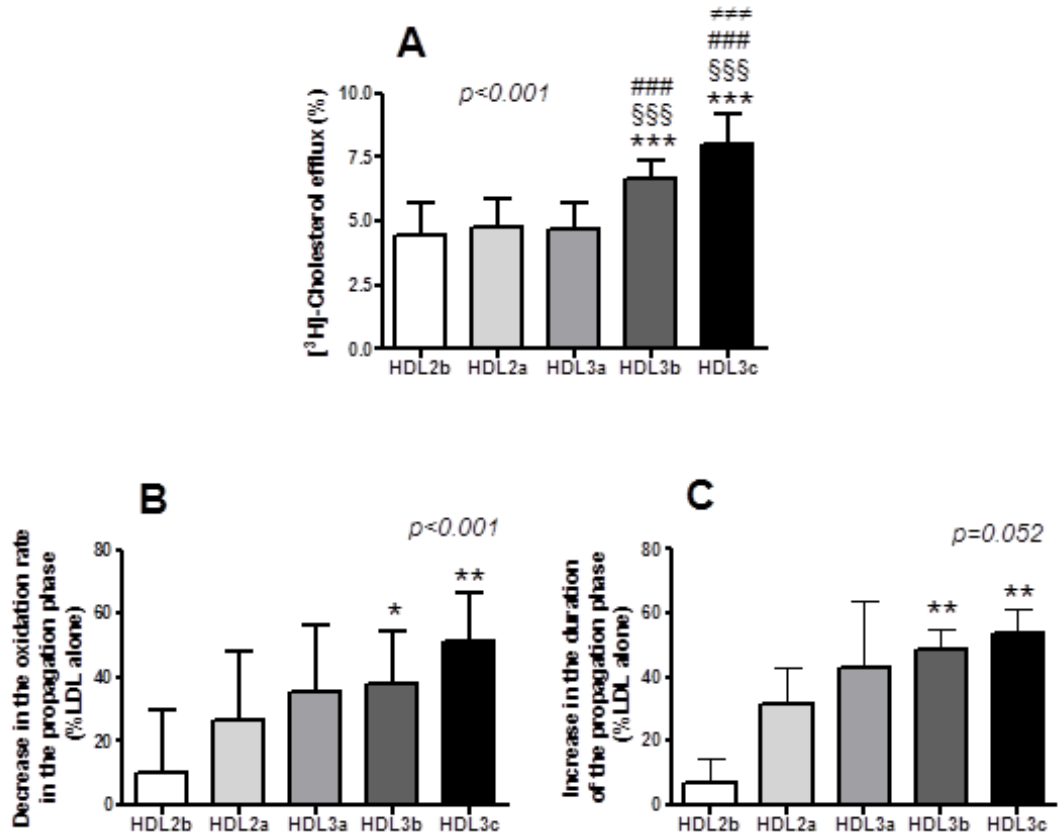 A
p<0.001
≠≠≠
###
§§§
***
###
§§§
***
[³H]-Cholesterol efflux (%)
10.0
7.5
5.0
2.5
0.0
HDL2b HDL2a HDL3a HDL3b HDL3c
B
p<0.001
Decrease in the oxidation rate
in the propagation phase
(%LDL alone)
80
60
40
20
0
*
**
HDL2b HDL2a HDL3a HDL3b HDL3c
C
p=0.052
Increase in the duration
of the propagation phase
(%LDL alone)
80
60
40
20
0
**
**
HDL2b HDL2a HDL3a HDL3b HDL3c